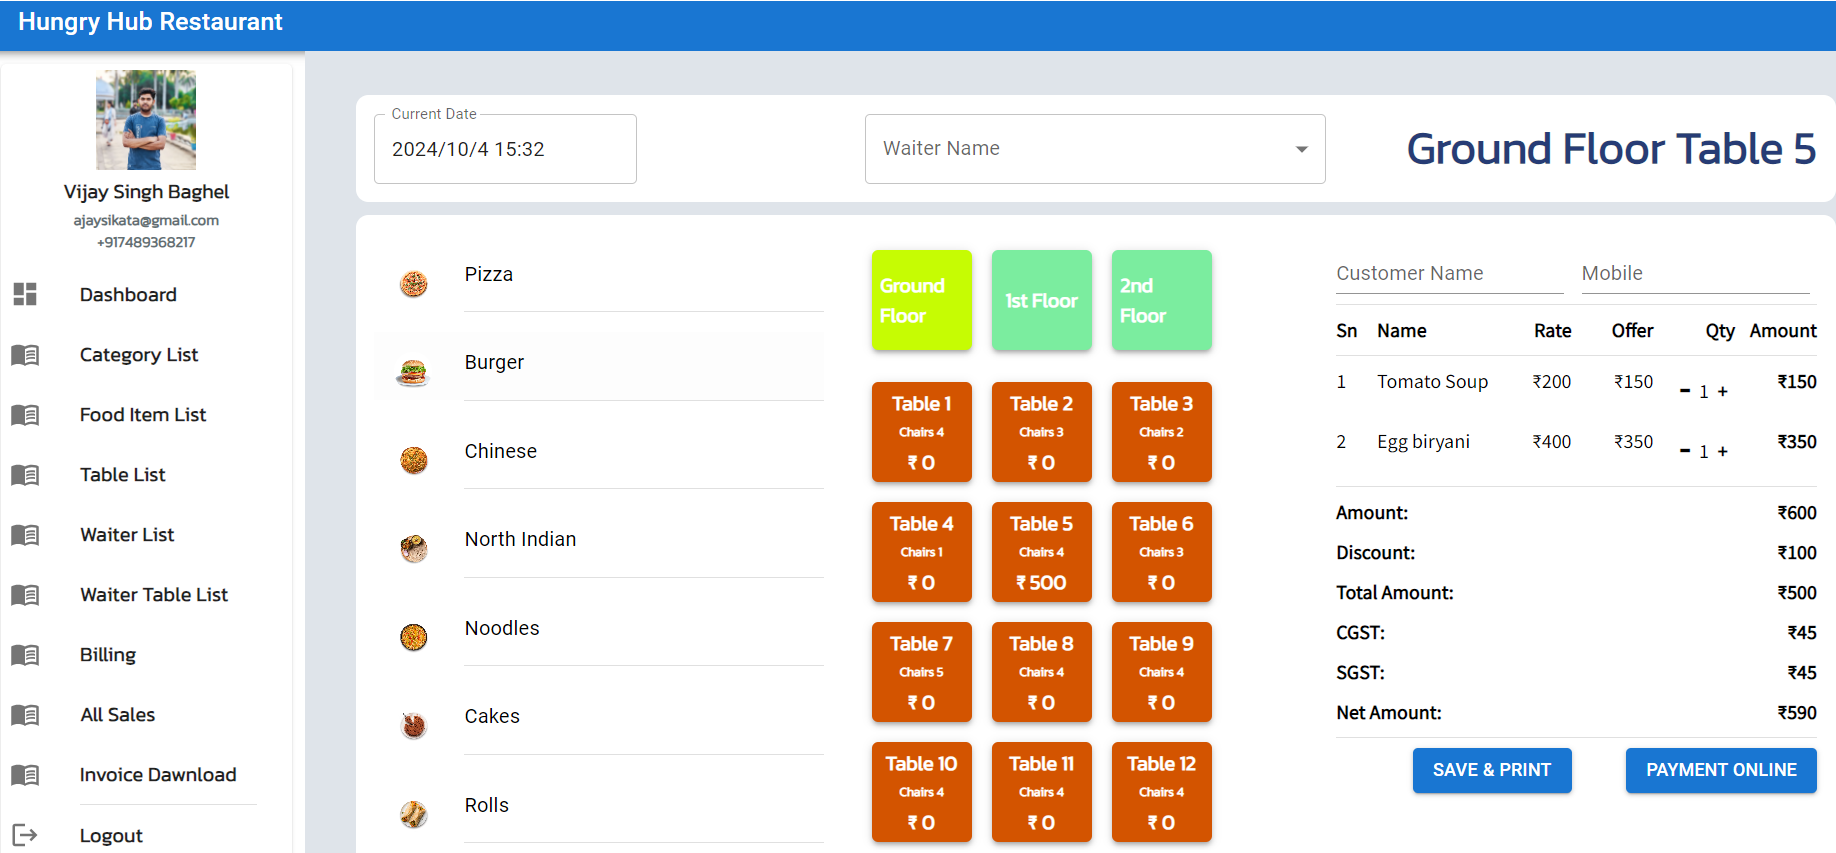 Hungry Hub Restaurant
Vijay Singh Baghel
ajaysikata@gmail.com
+917489368217
Dashboard
Category List
Food Item List
Table List
Waiter List
Waiter Table List
Billing
All Sales
Invoice Dawnload
Logout
Current Date
2024/10/4 15:32
Waiter Name
Ground Floor Table 5
Pizza
Burger
Chinese
North Indian
Noodles
Cakes
Rolls
Ground
Floor
1st Floor
2nd
Floor
Table 1
Chairs 4
₹ 0
Table 2
Chairs 3
₹ 0
Table 3
Chairs 2
₹ 0
Table 4
Chairs 1
₹ 0
Table 5
Chairs 4
₹ 500
Table 6
Chairs 3
₹ 0
Table 7
Chairs 5
₹ 0
Table 8
Chairs 4
₹ 0
Table 9
Chairs 4
₹ 0
Table 10
Chairs 4
₹ 0
Table 11
Chairs 4
₹ 0
Table 12
Chairs 4
₹ 0
Customer Name Mobile
Sn Name Rate Offer Qty Amount
1 Tomato Soup ₹200 ₹150 - 1 + ₹150
2 Egg biryani ₹400 ₹350 - 1 + ₹350
Amount: ₹600
Discount: ₹100
Total Amount: ₹500
CGST: ₹45
SGST: ₹45
Net Amount: ₹590
SAVE & PRINT PAYMENT ONLINE